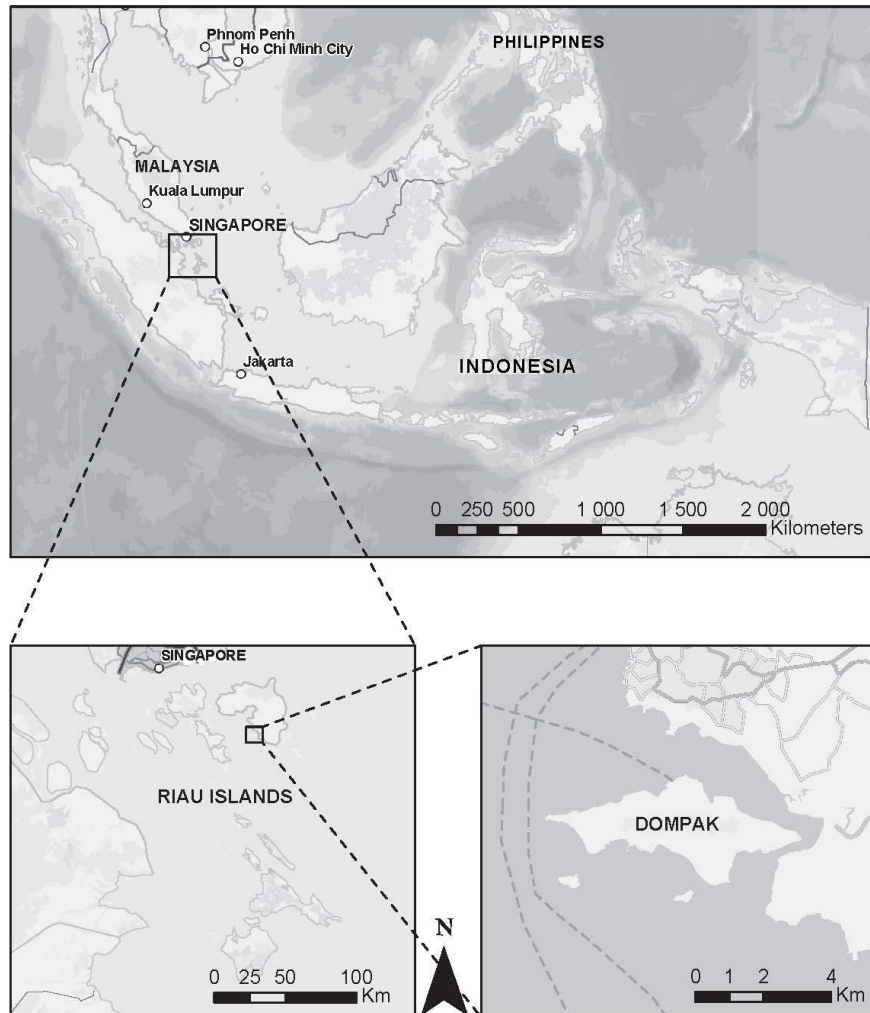 Phnom Penh
Ho Chi Minh City
PHILIPPINES
MALAYSIA
Kuala Lumpur
SINGAPORE
Jakarta
INDONESIA
0 250 500 1 000 1 500 2 000
Kilometers
SINGAPORE
RIAU ISLANDS
0 25 50 100
Km
N
DOMPAK
0 1 2 4
Km